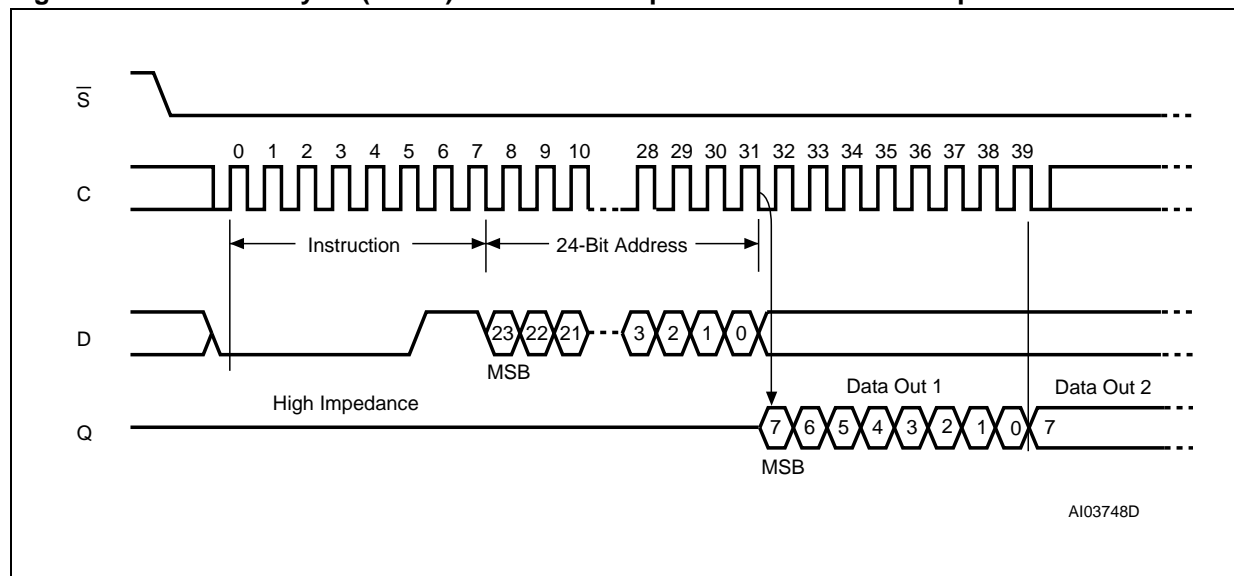 S
0 1 2 3 4 5 6 7 8 9 10 28 29 30 31 32 33 34 35 36 37 38 39
C
Instruction 24-Bit Address
D
23 22 21 3 2 1 0
MSB
High Impedance
Data Out 1 Data Out 2
Q
7 6 5 4 3 2 1 0 7
MSB
AI03748D